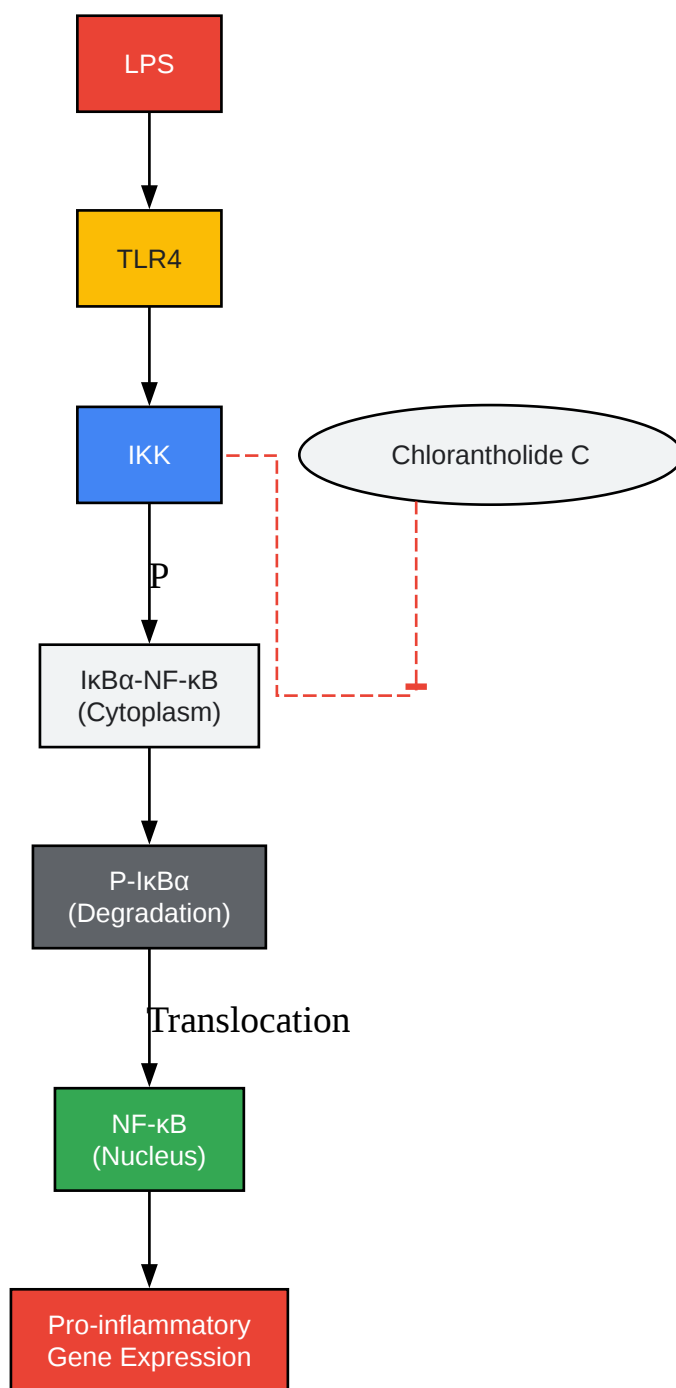 LPS
TLR4
IKK
Chlorantholide C
P
IκBα-NF-κB
(Cytoplasm)
P-IκBα
(Degradation)
Translocation
NF-κB
(Nucleus)
Pro-inflammatory
Gene Expression